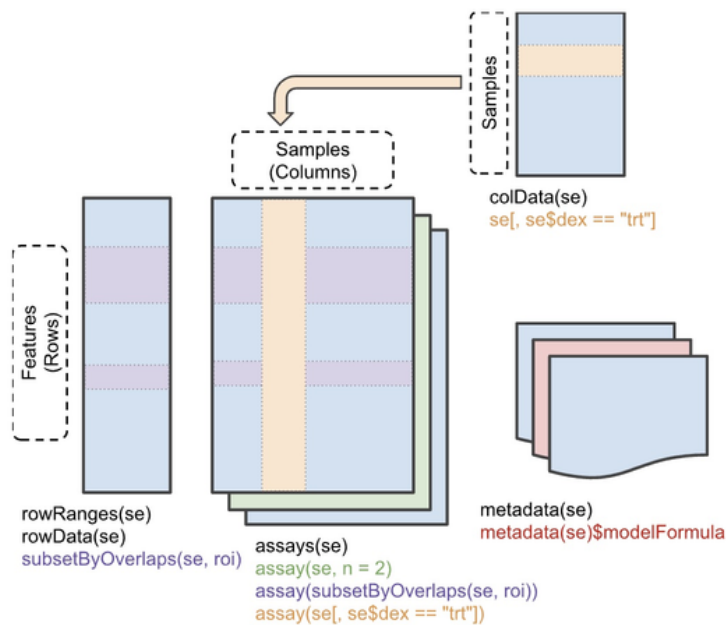 Samples
Samples
(Columns)
colData(se)
se[, se$dex == "trt"]
Features
(Rows)
rowRanges(se)
rowData(se)
subsetByOverlaps(se, roi)
assays(se)
assay(se, n = 2)
assay(subsetByOverlaps(se, roi))
assay(se[, se$dex == "trt"])
metadata(se)
metadata(se)$modelFormula